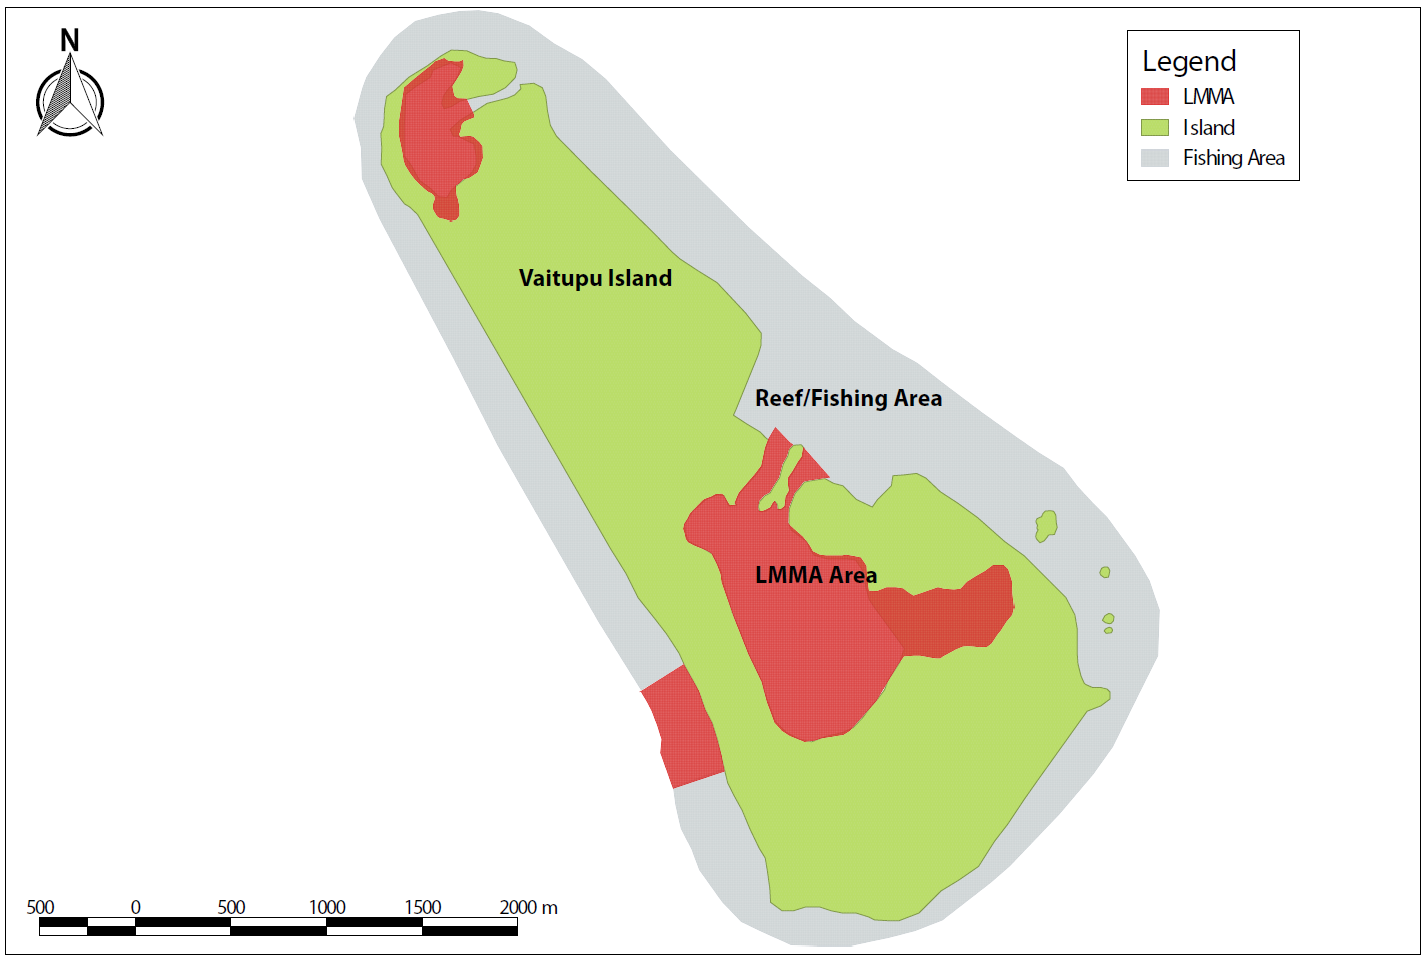 N
Legend
LMMA
Island
Fishing Area
Vaitupu Island
Reef/Fishing Area
LMMA Area
500 0 500 1000 1500 2000 m